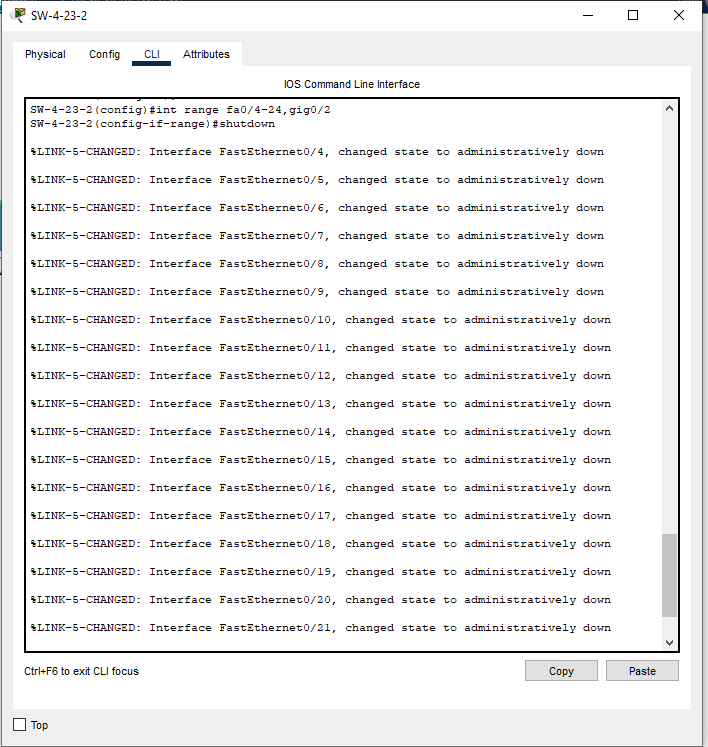 SW-4-23-2
Physical Config CLI Attributes
IOS Command Line Interface
SW-4-23-2(config)#int range fa0/4-24,gig0/2
SW-4-23-2(config-if-range)#shutdown
%LINK-5-CHANGED: Interface FastEthernet0/4, changed state to administratively down
%LINK-5-CHANGED: Interface FastEthernet0/5, changed state to administratively down
%LINK-5-CHANGED: Interface FastEthernet0/6, changed state to administratively down
%LINK-5-CHANGED: Interface FastEthernet0/7, changed state to administratively down
%LINK-5-CHANGED: Interface FastEthernet0/8, changed state to administratively down
%LINK-5-CHANGED: Interface FastEthernet0/9, changed state to administratively down
%LINK-5-CHANGED: Interface FastEthernet0/10, changed state to administratively down
%LINK-5-CHANGED: Interface FastEthernet0/11, changed state to administratively down
%LINK-5-CHANGED: Interface FastEthernet0/12, changed state to administratively down
%LINK-5-CHANGED: Interface FastEthernet0/13, changed state to administratively down
%LINK-5-CHANGED: Interface FastEthernet0/14, changed state to administratively down
%LINK-5-CHANGED: Interface FastEthernet0/15, changed state to administratively down
%LINK-5-CHANGED: Interface FastEthernet0/16, changed state to administratively down
%LINK-5-CHANGED: Interface FastEthernet0/17, changed state to administratively down
%LINK-5-CHANGED: Interface FastEthernet0/18, changed state to administratively down
%LINK-5-CHANGED: Interface FastEthernet0/19, changed state to administratively down
%LINK-5-CHANGED: Interface FastEthernet0/20, changed state to administratively down
%LINK-5-CHANGED: Interface FastEthernet0/21, changed state to administratively down
Ctrl+F6 to exit CLI focus
Copy Paste
Top